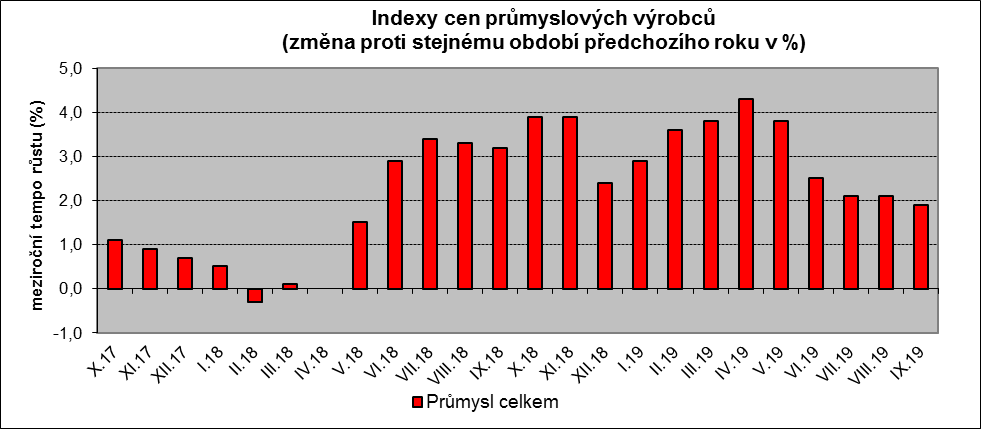 Indexy cen průmyslových výrobců
(změna proti stejnému období předchozího roku v %)
meziroční tempo růstu (%)
5,0
4,0
3,0
2,0
1,0
0,0
-1,0
X.17
XI.17
XII.17
I.18
II.18
III.18
IV.18
V.18
VI.18
VII.18
VIII.18
IX.18
X.18
XI.18
XII.18
I.19
II.19
III.19
IV.19
V.19
VI.19
VII.19
VIII.19
IX.19
Průmysl celkem